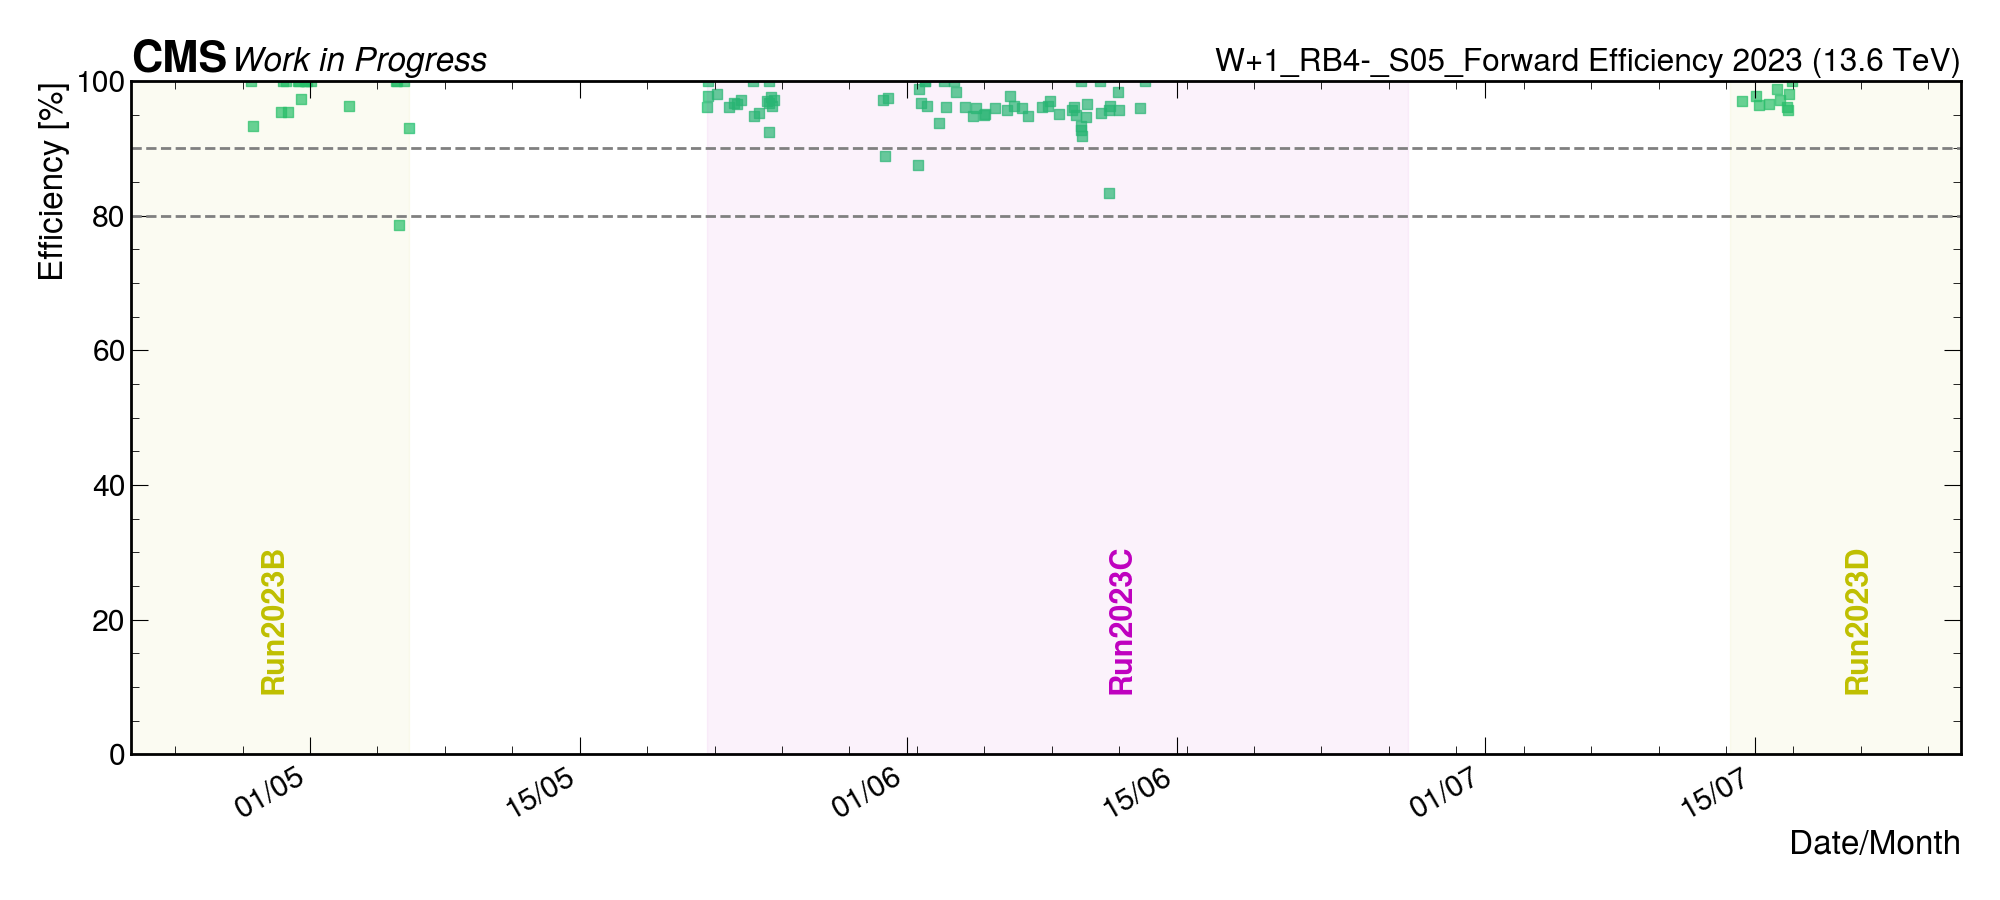 CMS Work in Progress
W+1_RB4-_S05_Forward Efficiency 2023 (13.6 TeV)
Efficiency [%]
100
80
60
40
20
0
Run2023B
Run2023C
Run2023D
01/05
15/05
01/06
15/06
01/07
15/07
Date/Month